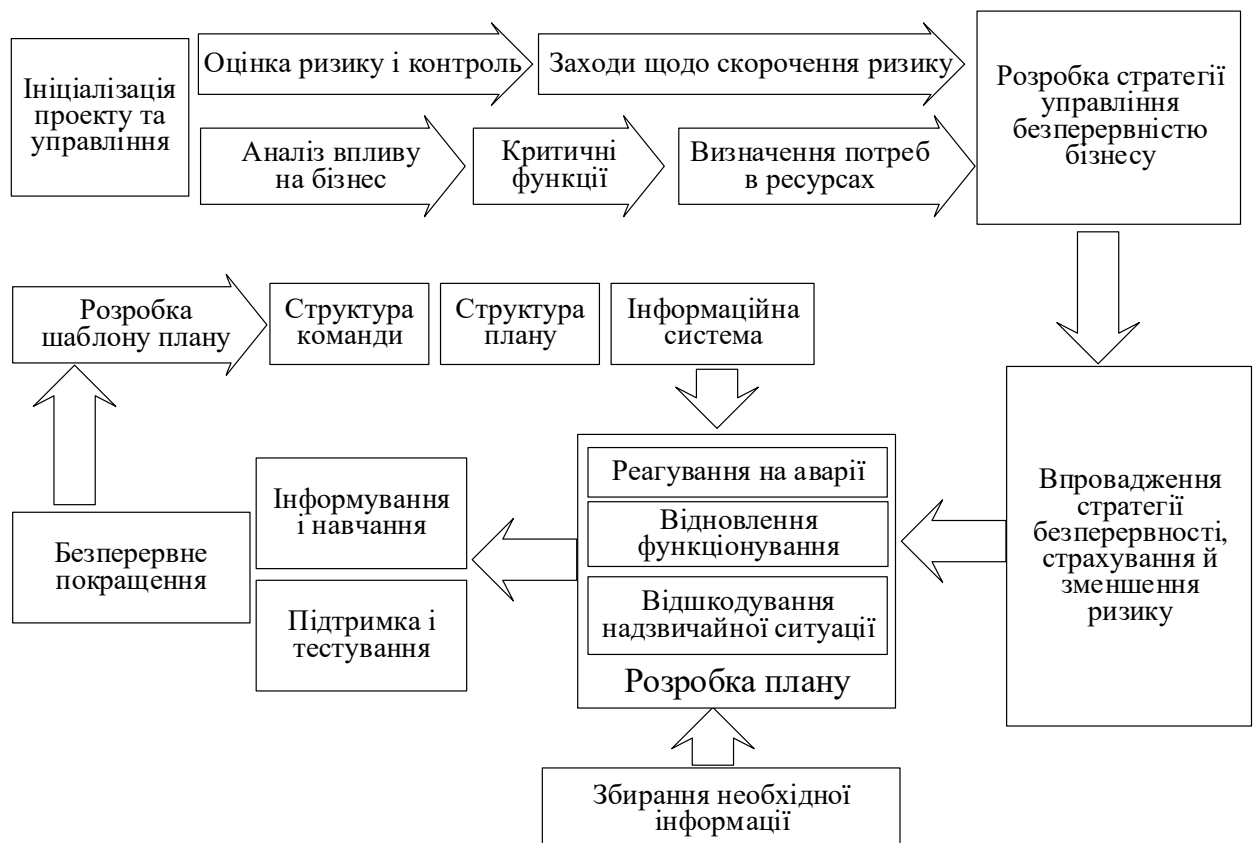 Ініціалізація
проекту та
управління
Оцінка ризику і контроль
Заходи щодо скорочення ризику
Аналіз впливу
на бізнес
Критичні
функції
Визначення потреб
в ресурсах
Розробка стратегії
управління
безперервністю
бізнесу
Розробка
шаблону плану
Структура
команди
Структура
плану
Інформаційна
система
Реагування на аварії
Відновлення
функціонування
Відшкодування
надзвичайної ситуації
Розробка плану
Впровадження
стратегії
безперервності,
страхування й
зменшення
ризику
Інформування
і навчання
Безперервне
покращення
Підтримка і
тестування
Збирання необхідної
інформації